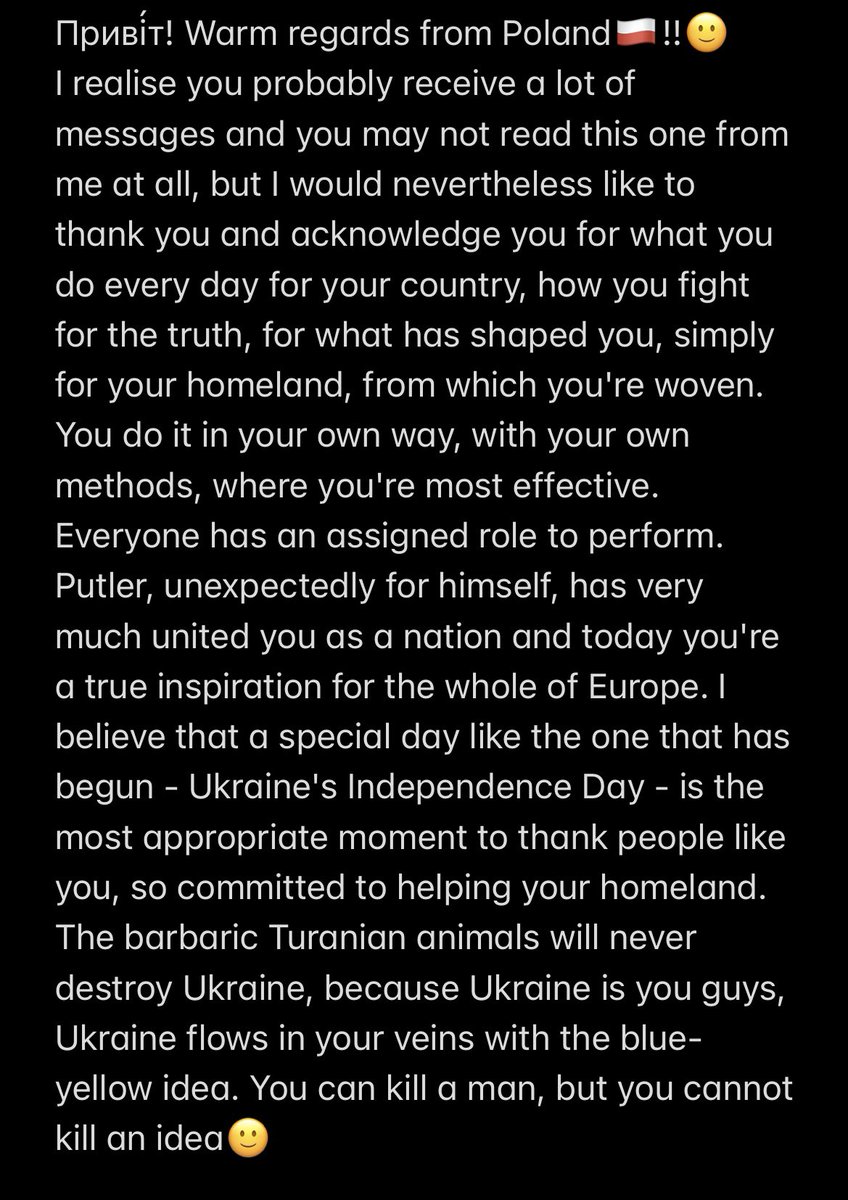 Приві́т! Warm regards from Poland🇵🇱!!🙂
I realise you probably receive a lot of
messages and you may not read this one from
me at all, but I would nevertheless like to
thank you and acknowledge you for what you
do every day for your country, how you fight
for the truth, for what has shaped you, simply
for your homeland, from which you're woven.
You do it in your own way, with your own
methods, where you're most effective.
Everyone has an assigned role to perform.
Putler, unexpectedly for himself, has very
much united you as a nation and today you're
a true inspiration for the whole of Europe. I
believe that a special day like the one that has
begun - Ukraine's Independence Day - is the
most appropriate moment to thank people like
you, so committed to helping your homeland.
The barbaric Turanian animals will never
destroy Ukraine, because Ukraine is you guys,
Ukraine flows in your veins with the blue-
yellow idea. You can kill a man, but you cannot
kill an idea🙂